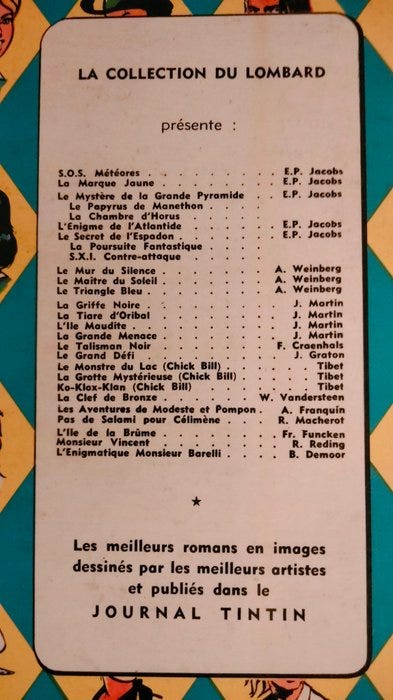 LA COLLECTION DU LOMBARD
présente :
S.O.S. Météores . . . . . . . . . E.P. Jacobs
La Marque Jaune . . . . . . . . E.P. Jacobs
Le Mystère de la Grande Pyramide . . . E.P. Jacobs
Le Papyrus de Manethon . . . .
La Chambre d'Horus . . . .
L'Enigme de l'Atlantide . . . . . . E.P. Jacobs
Le Secret de l'Espadon . . . . . . E.P. Jacobs
La Poursuite Fantastique . . . .
S.X.I. Contre-attaque . . . .
Le Mur du Silence . . . . . . . . A. Weinberg
Le Maitre du Soleil . . . . . . . . A. Weinberg
Le Triangle Bleu . . . . . . . . . A. Weinberg
La Griffe Noire . . . . . . . . . J. Martin
La Tiare d'Oribal . . . . . . . . J. Martin
L'Ile Maudite . . . . . . . . . . J. Martin
La Grande Menace . . . . . . . . J. Martin
Le Talisman Noir . . . . . . . . F. Craenhals
Le Grand Défi . . . . . . . . . . J. Graton
Le Monstre du Lac (Chick Bill) . . . . . Tibet
La Grotte Mystérieuse (Chick Bill) . . . . Tibet
Ko-Klox-Klan (Chick Bill) . . . . . . Tibet
La Clef de Bronze . . . . . . . W. Vandersteen
Les Aventures de Modeste et Pompon . A. Franquin
Pas de Salami pour Célimène . . . . R. Macherot
L'Ile de la Brûme . . . . . . . . Fr. Funcken
Monsieur Vincent . . . . . . . . . R. Reding
L'Enigmatique Monsieur Barelli . . . . B. Demoor
★
Les meilleurs romans en images
dessinés par les meilleurs artistes
et publiés dans le
JOURNAL TINTIN